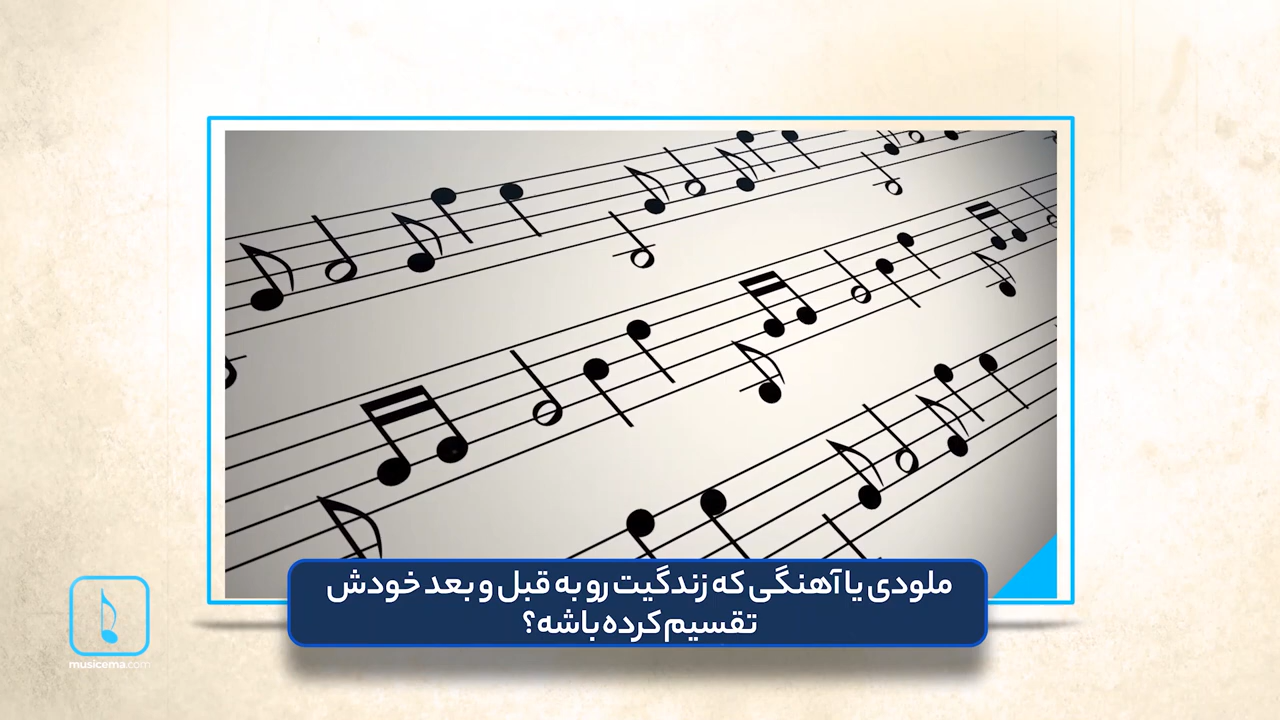 ملودی یا آهنگی که زندگیت رو به قبل و بعد خودش
تقسیم کرده باشه؟
musicema.com